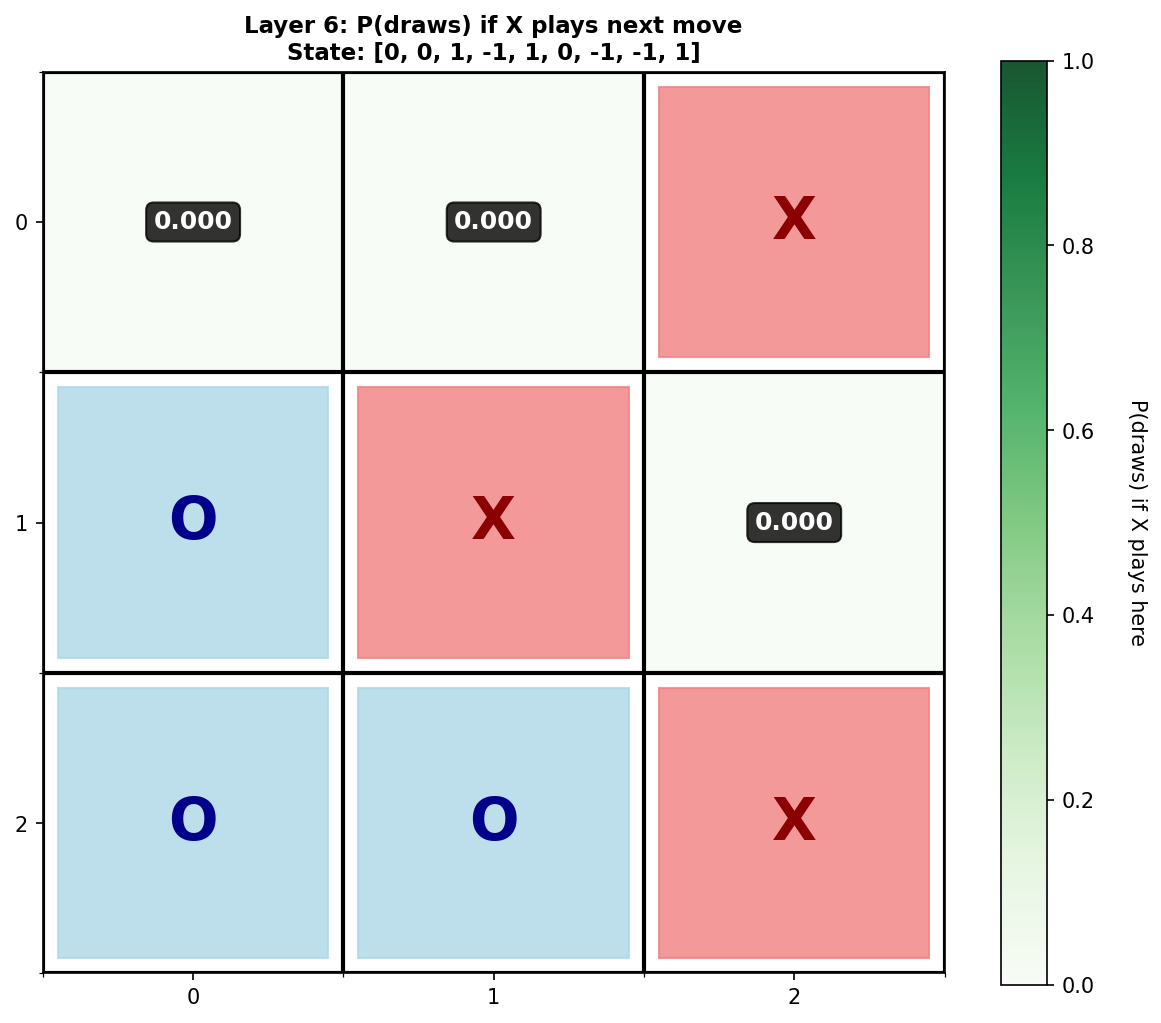 Layer 6: P(draws) if X plays next move
State: [0, 0, 1, -1, 1, 0, -1, -1, 1]
1.0
0.8
0.6
0.4
0.2
0.0
P(draws) if X plays here
0
0.000
0.000
X
1
O
X
0.000
2
O
O
X
0
1
2